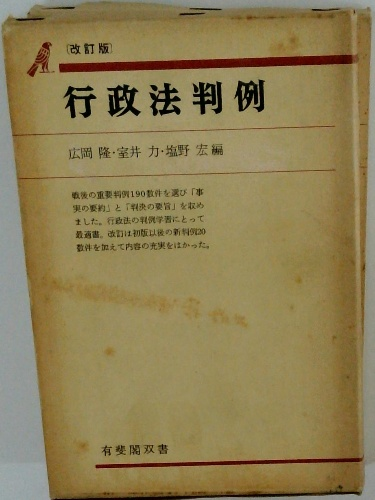 〔改訂版〕
行政法判例
広岡 隆・室井 力・塩野 宏編
戦後の重要判例190数件を選び「事
実の要約」と「判決の要旨」を収め
ました。行政法の判例学習にとって
最適書。改訂は初版以後の新判例20
数件を加えて内容の充実をはかった。
有斐閣双書